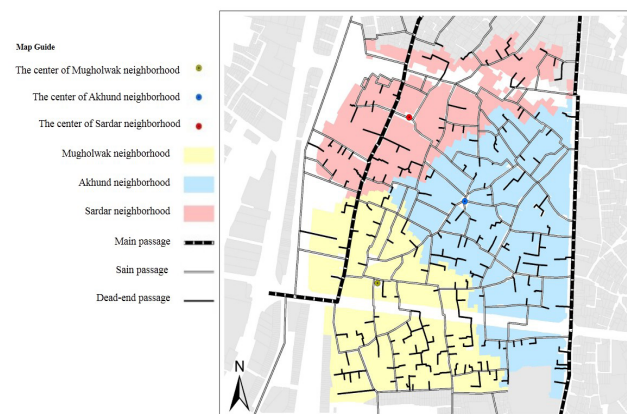 Map Guide
The center of Mugholwak neighborhood
The center of Akhund neighborhood
The center of Sardar neighborhood
Mugholwak neighborhood
Akhund neighborhood
Sardar neighborhood
Main passage
Sain passage
Dead-end passage
N